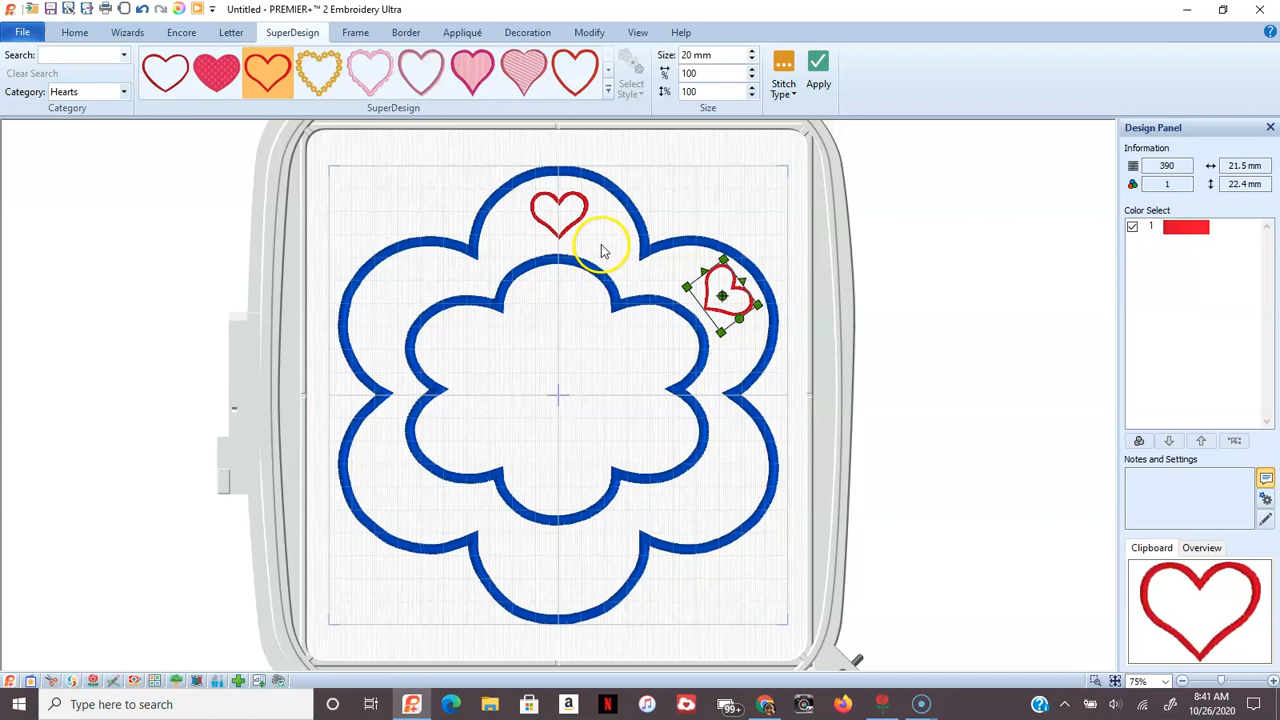 Untitled - PREMIER+™ 2 Embroidery Ultra
File Home Wizards Encore Letter SuperDesign Frame Border Appliqué Decoration Modify View Help
Search:
Clear Search
Category: Hearts
Category
SuperDesign
Select Style
Size: 20 mm
100
100
Size
Stitch Type
Apply
Design Panel
Information
390 21.5 mm
1 22.4 mm
Color Select
1
Notes and Settings
Clipboard Overview
75%
Type here to search
99+
8:41 AM
10/26/2020